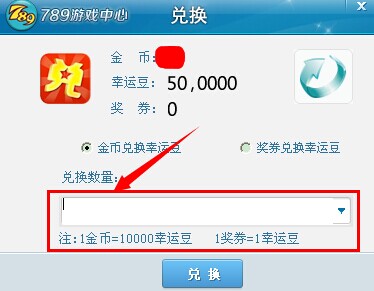 789 789游戏中心 兑换 x
兑 金 币:
幸运豆: 50,0000
奖 券: 0
金币兑换幸运豆 奖券兑换幸运豆
兑换数量:
注:1金币=10000幸运豆 1奖券=1幸运豆
兑 换